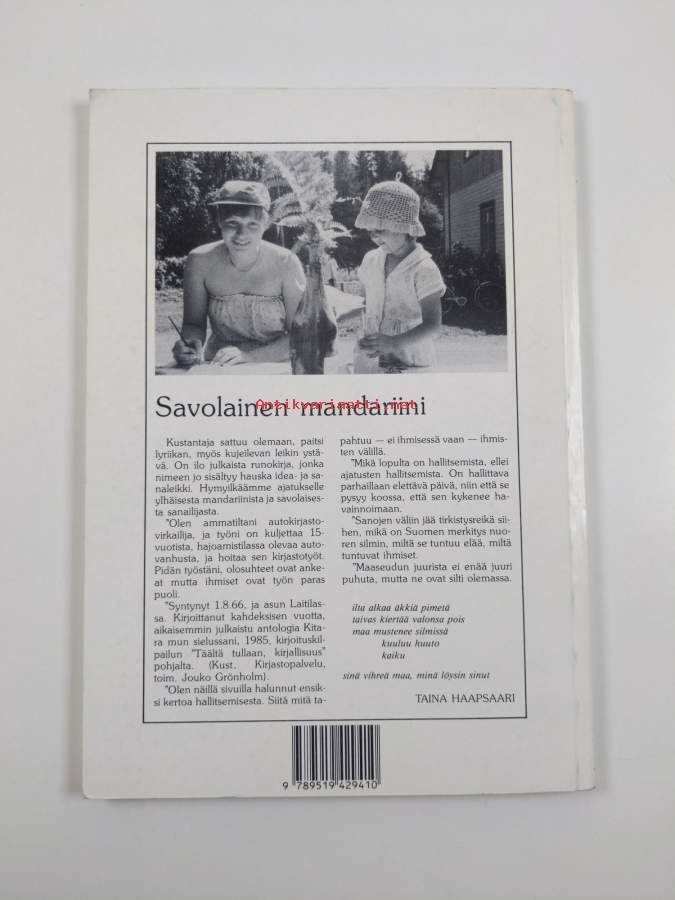 Savolainen mandariini
Antikvariaatti.net
Kustantaja sattuu olemaan, paitsi
lyriikan, myös kujeilevan leikin ystä-
vä. On ilo julkaista runokirja, jonka
nimeen jo sisältyy hauska idea- ja sa-
naleikki. Hymyilkäämme ajatukselle
ylhäisestä mandariinista ja savolaises-
ta sanailijasta.
"Olen ammatiltani autokirjasto-
virkailija, ja työni on kuljettaa 15-
vuotista, hajoamistilassa olevaa auto-
vanhusta, ja hoitaa sen kirjastotyöt.
Pidän työstäni, olosuhteet ovat anke-
at mutta ihmiset ovat työn paras
puoli.
"Syntynyt 1.8.66, ja asun Laitilas-
sa. Kirjoittanut kahdeksisen vuotta,
aikaisemmin julkaistu antologia Kita-
ra mun sielussani, 1985, kirjoituskil-
pailun "Täältä tullaan, kirjallisuus"
pohjalta. (Kust, Kirjastopalvelu,
toim. Jouko Grönholm).
"Olen näillä sivuilla halunnut ensik-
si kertoa hallitsemisesta. Siitä mitä ta-
pahtuu — ei ihmisessä vaan — ihmis-
ten välillä.
"Mikä lopulta on hallitsemista, ellei
ajatusten hallitsemista. On hallittava
parhaillaan elettävä päivä, niin että se
pysyy koossa, että sen kykenee ha-
vainnoimaan.
"Sanojen väliin jää tirkistysreikä sii-
hen, mikä on Suomen merkitys nuo-
ren silmin, miltä se tuntuu elää, miltä
tuntuvat ihmiset.
"Maaseudun juurista ei enää juuri
puhuta, mutta ne ovat silti olemassa.
ilta alkaa äkkiä pimetä
taivas kiertää valonsa pois
maa mustenee silmissä
kuuluu huuto
kaiku
sinä vihreä maa, minä löysin sinut
TAINA HAAPSAARI
9 789519 429410